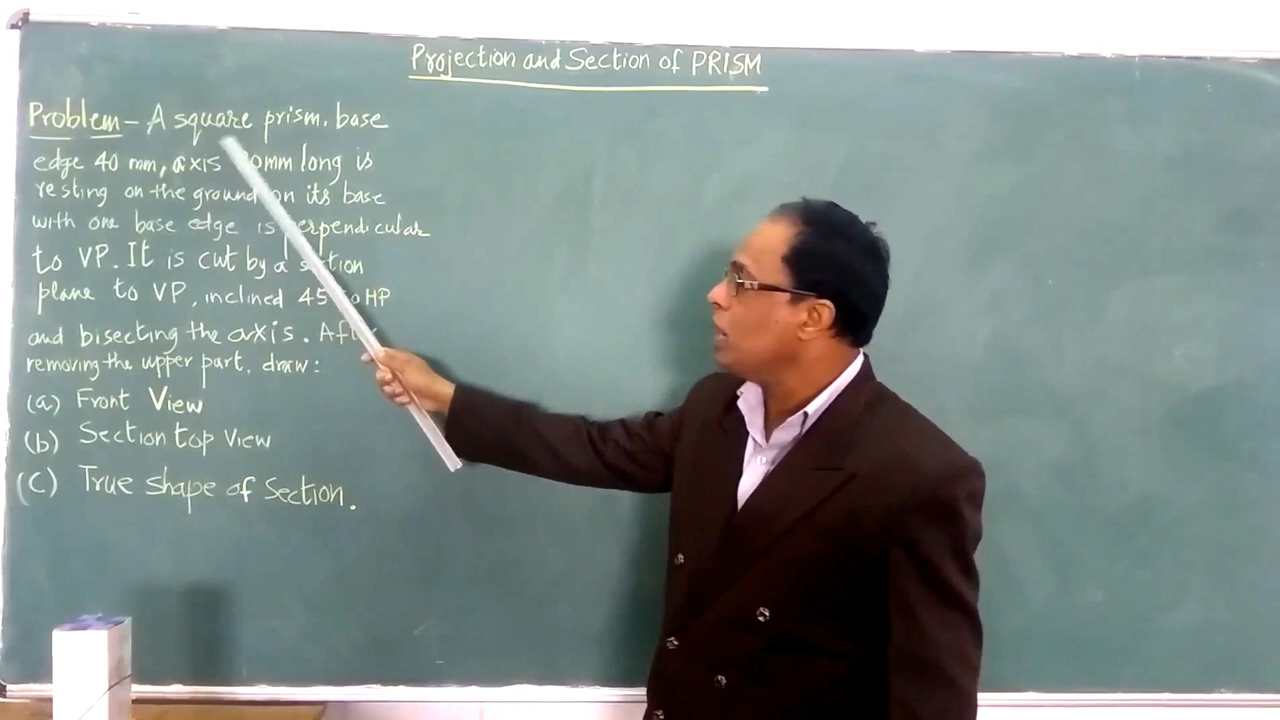 Projection and Section of PRISM
Problem - A square prism, base
edge 40 mm, axis 0mm long is
resting on the ground on its base
with one base edge is perpendicular
to VP. It is cut by a section
plane to VP, inclined 45 to HP
and bisecting the axis. After
removing the upper part, draw:
(a) Front View
(b) Section top view
(C) True shape of Section.